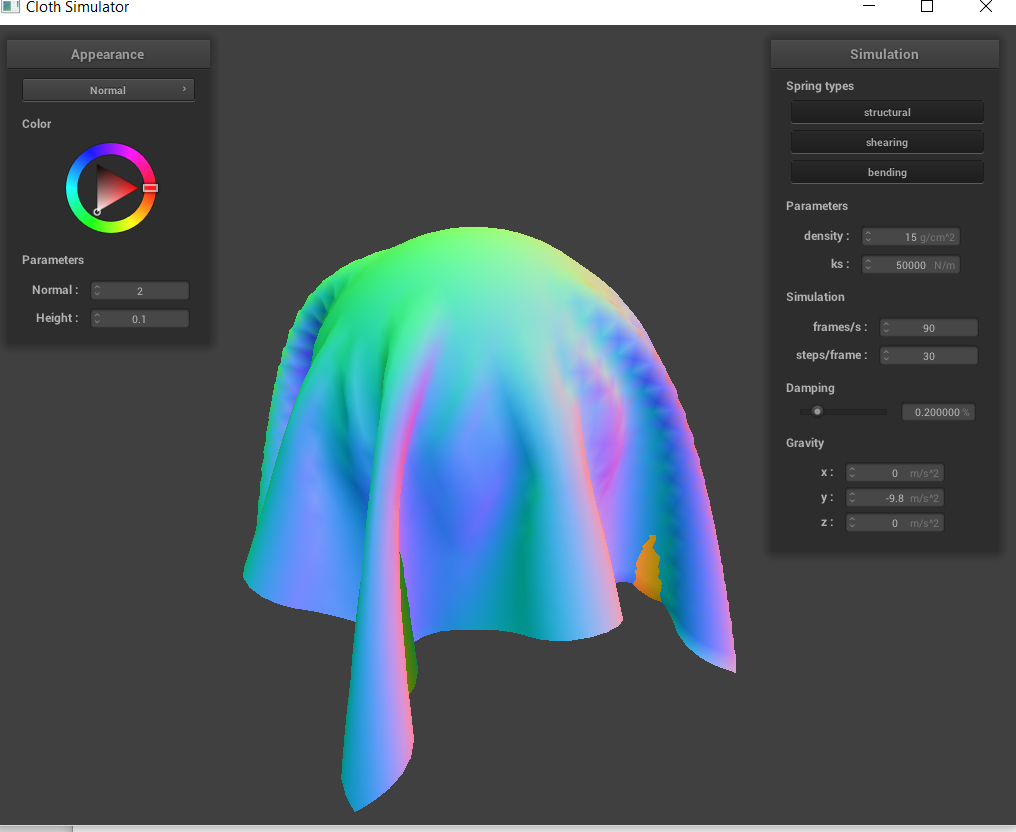 Cloth Simulator
Appearance
Normal
Color
Parameters
Normal : 2
Height : 0.1
Simulation
Spring types
structural
shearing
bending
Parameters
density : 15 g/cm^2
ks : 50000 N/m
Simulation
frames/s : 90
steps/frame : 30
Damping
0.200000 %
Gravity
x : 0 m/s^2
y : -9.8 m/s^2
z : 0 m/s^2